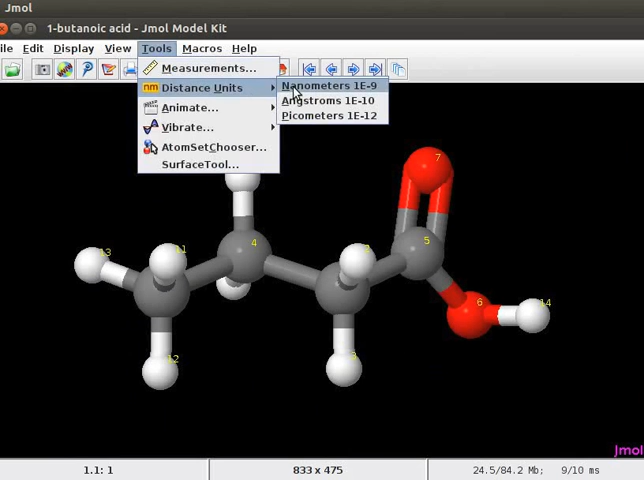 Jmol
1-butanoic acid - Jmol Model Kit
ile Edit Display View Tools Macros Help
Measurements...
nm Distance Units
Nanometers 1E-9
Angstroms 1E-10
Picometers 1E-12
Animate...
Vibrate...
AtomSetChooser...
SurfaceTool...
7
4
5
13
11
6
14
12
Jmol
1.1: 1
833 x 475
24.5/84.2 Mb; 9/10 ms